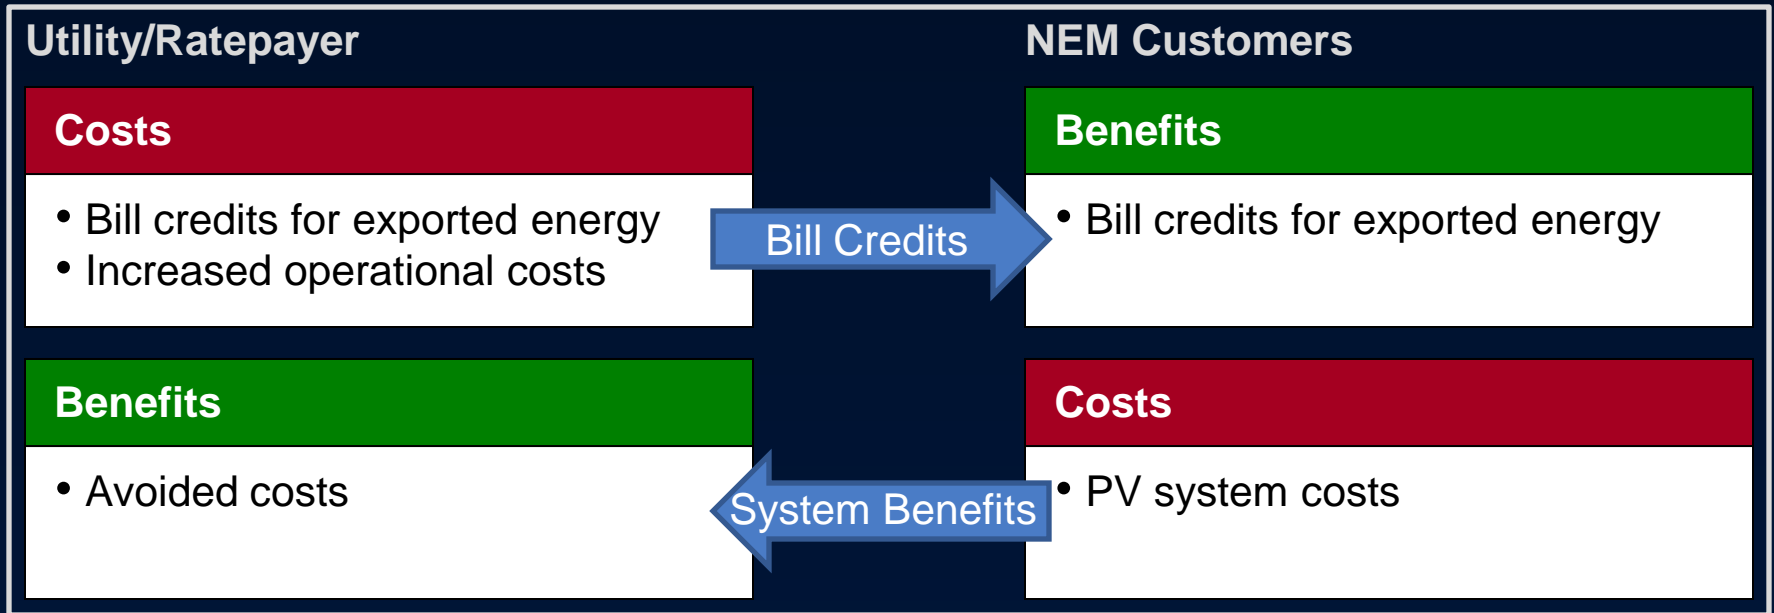 Utility/Ratepayer
NEM Customers
Costs
• Bill credits for exported energy
• Increased operational costs
Bill Credits
Benefits
• Bill credits for exported energy
Benefits
• Avoided costs
System Benefits
Costs
• PV system costs